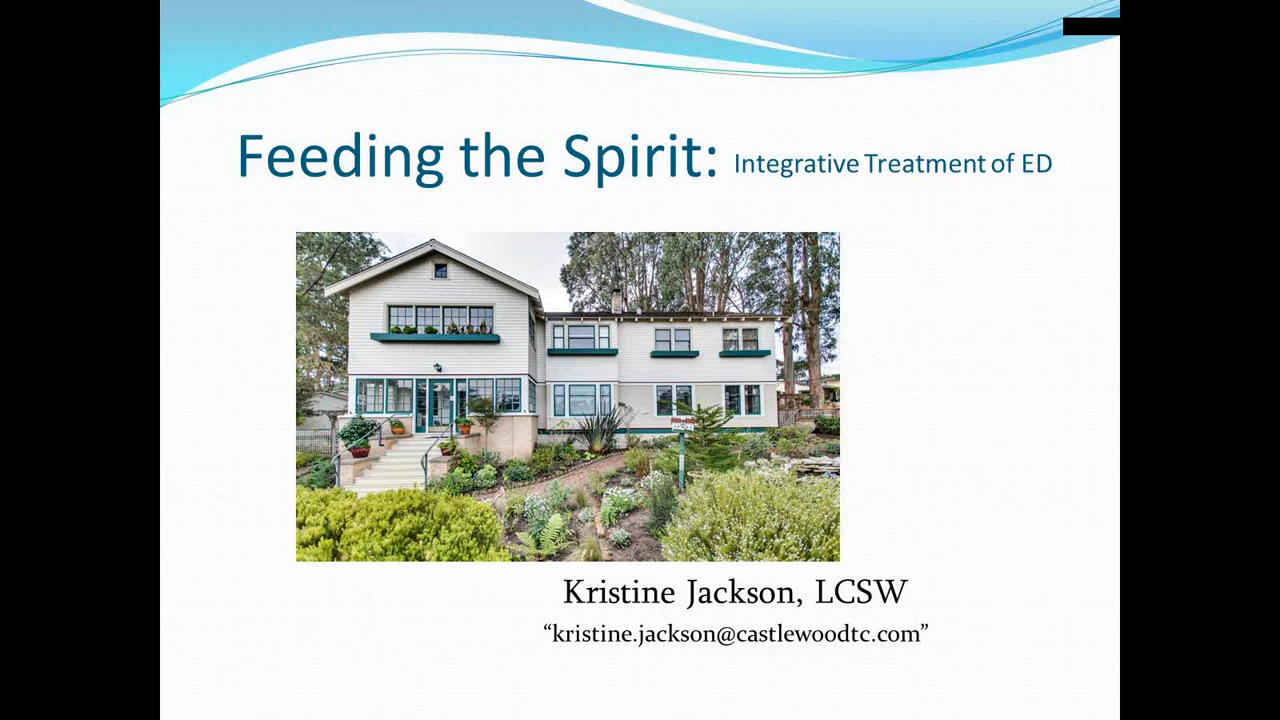 Feeding the Spirit: Integrative Treatment of ED
Kristine Jackson, LCSW
“kristine.jackson@castlewoodtc.com”